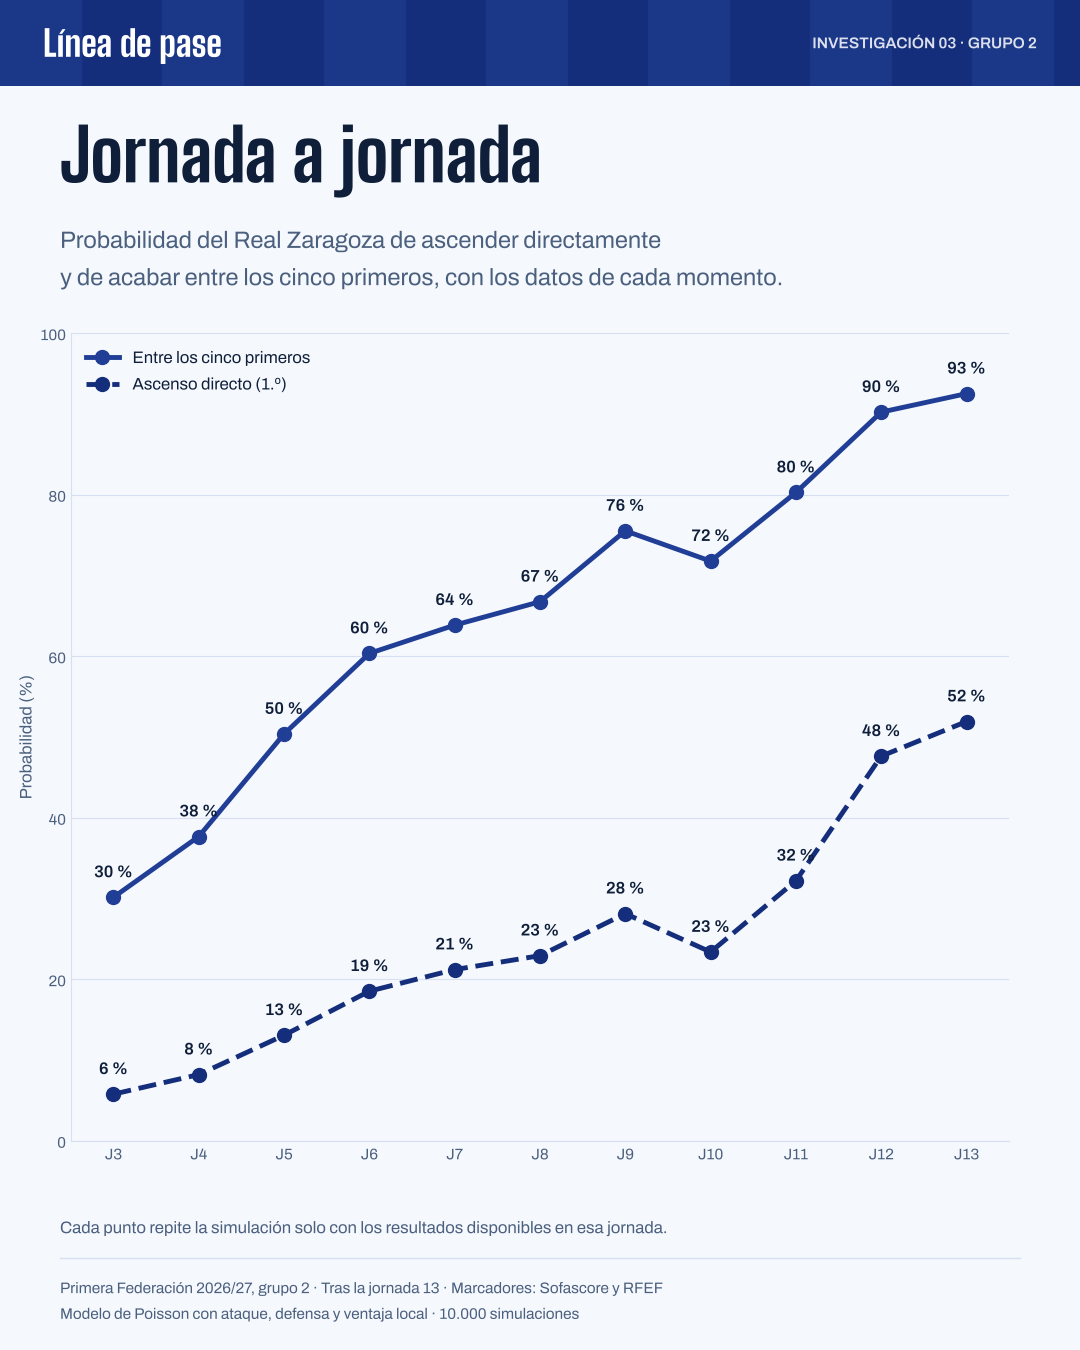 Línea de pase
INVESTIGACIÓN 03 · GRUPO 2
Jornada a jornada
Probabilidad del Real Zaragoza de ascender directamente
y de acabar entre los cinco primeros, con los datos de cada momento.
Entre los cinco primeros
Ascenso directo (1.º)
Probabilidad (%)
100
80
60
40
20
0
30 %
38 %
50 %
60 %
64 %
67 %
76 %
72 %
80 %
90 %
93 %
6 %
8 %
13 %
19 %
21 %
23 %
28 %
23 %
32 %
48 %
52 %
J3 J4 J5 J6 J7 J8 J9 J10 J11 J12 J13
Cada punto repite la simulación solo con los resultados disponibles en esa jornada.
Primera Federación 2026/27, grupo 2 · Tras la jornada 13 · Marcadores: Sofascore y RFEF
Modelo de Poisson con ataque, defensa y ventaja local · 10.000 simulaciones